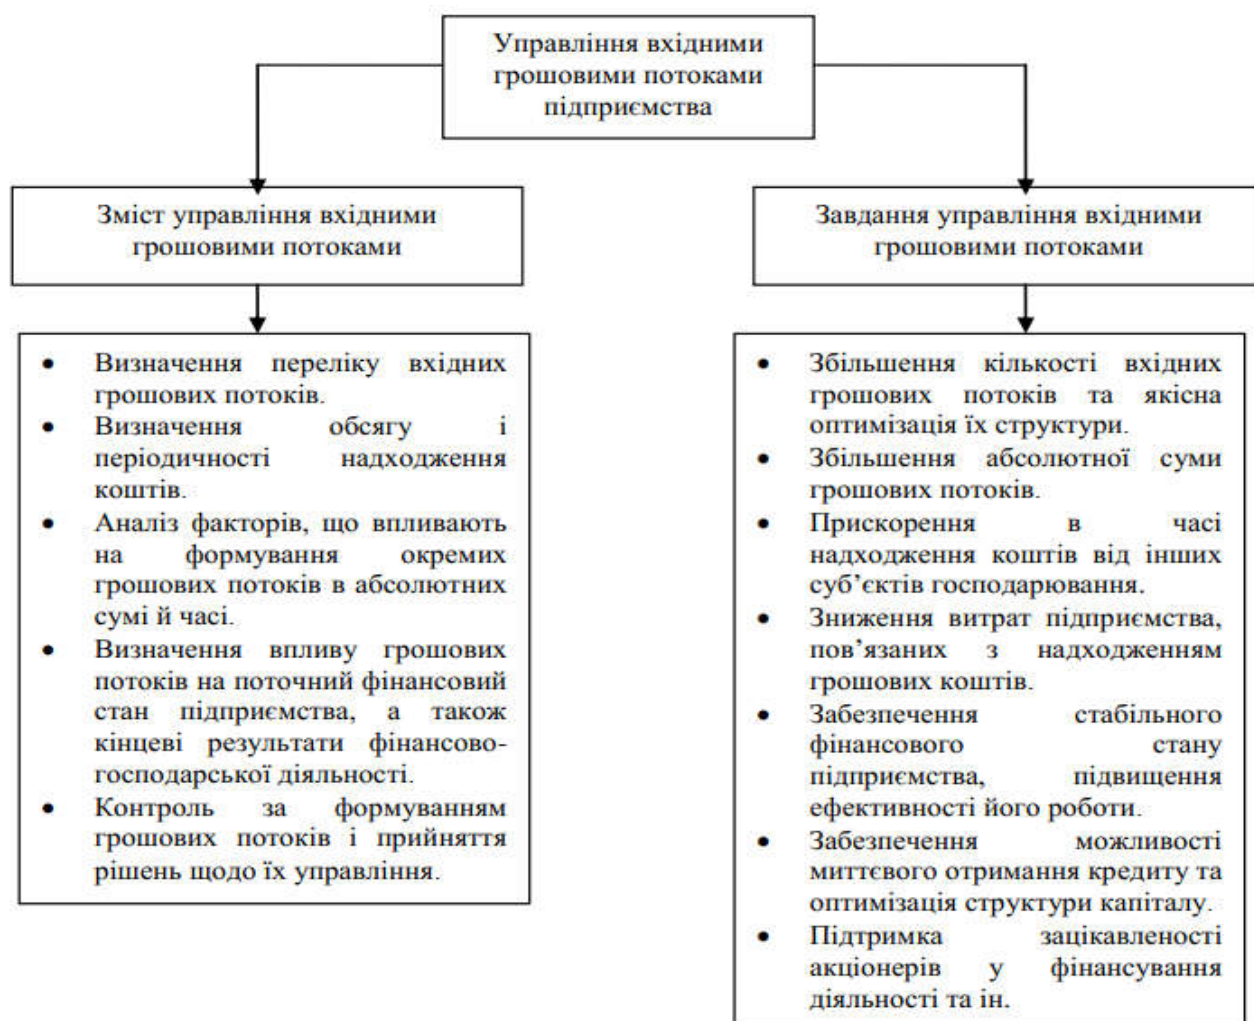 Управління вхідними
грошовими потоками
підприємства
Зміст управління вхідними
грошовими потоками
• Визначення переліку вхідних
грошових потоків.
• Визначення обсягу і
періодичності надходження
коштів.
• Аналіз факторів, що впливають
на формування окремих
грошових потоків в абсолютних
сумі й часі.
• Визначення впливу грошових
потоків на поточний фінансовий
стан підприємства, а також
кінцеві результати фінансово-
господарської діяльності.
• Контроль за формуванням
грошових потоків і прийняття
рішень щодо їх управління.
Завдання управління вхідними
грошовими потоками
• Збільшення кількості вхідних
грошових потоків та якісна
оптимізація їх структури.
• Збільшення абсолютної суми
грошових потоків.
• Прискорення в часі
надходження коштів від інших
суб’єктів господарювання.
• Зниження витрат підприємства,
пов’язаних з надходженням
грошових коштів.
• Забезпечення стабільного
фінансового стану
підприємства, підвищення
ефективності його роботи.
• Забезпечення можливості
миттєвого отримання кредиту та
оптимізація структури капіталу.
• Підтримка зацікавленості
акціонерів у фінансування
діяльності та ін.